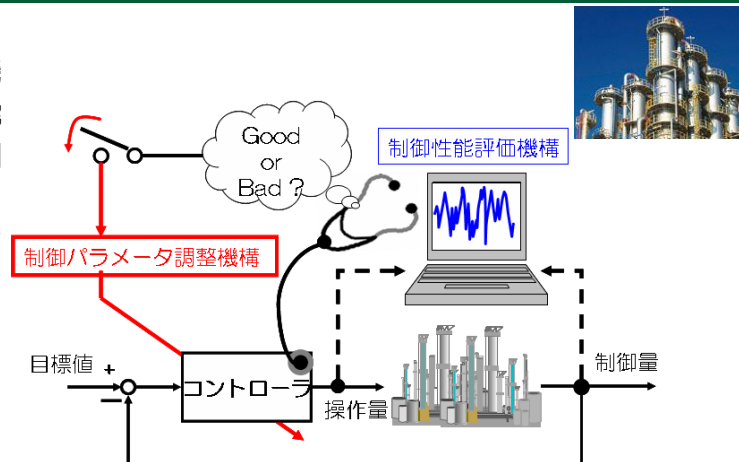 Good
or
Bad ?
制御性能評価機構
制御パラメータ調整機構
目標値
+
−
コントローラ
操作量
制御量